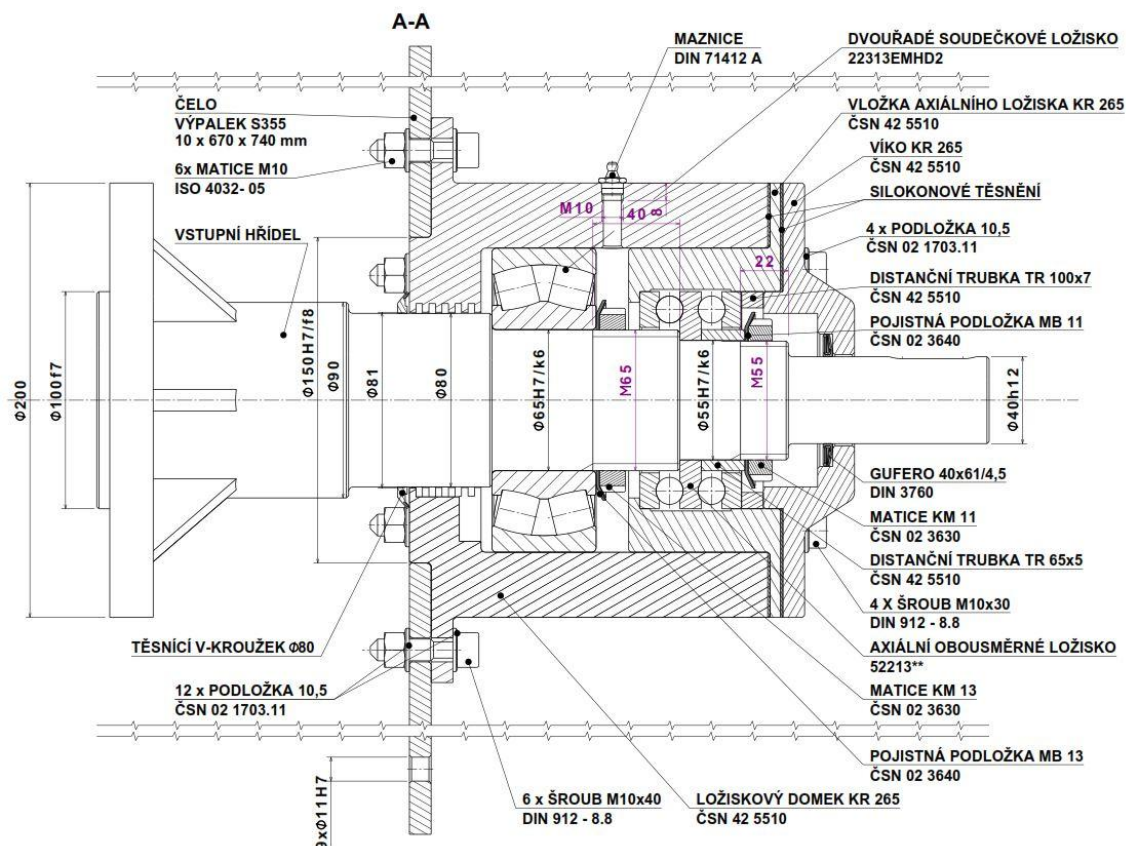 A-A
MAZNICE
DIN 71412 A
DVOUŘADÉ SOUDEČKOVÉ LOŽISKO
22313EMHD2
ČELO
VÝPALEK S355
10 x 670 x 740 mm
6x MATICE M10
ISO 4032- 05
VSTUPNÍ HŘÍDEL
VLOŽKA AXIÁLNÍHO LOŽISKA KR 265
ČSN 42 5510
VÍKO KR 265
ČSN 42 5510
SILOKONOVÉ TĚSNĚNÍ
4 x PODLOŽKA 10,5
ČSN 02 1703.11
DISTANČNÍ TRUBKA TR 100x7
ČSN 42 5510
POJISTNÁ PODLOŽKA MB 11
ČSN 02 3640
M10
40
8
22
Φ200
Φ100f7
Φ150H7/f8
Φ90
Φ81
Φ80
Φ65H7/k6
M65
Φ55H7/k6
M55
Φ40h12
GUFERO 40x61/4,5
DIN 3760
MATICE KM 11
ČSN 02 3630
DISTANČNÍ TRUBKA TR 65x5
ČSN 42 5510
4 X ŠROUB M10x30
DIN 912 - 8.8
AXIÁLNÍ OBOUSMĚRNÉ LOŽISKO
52213**
MATICE KM 13
ČSN 02 3630
POJISTNÁ PODLOŽKA MB 13
ČSN 02 3640
TĚSNÍCÍ V-KROUŽEK Φ80
12 x PODLOŽKA 10,5
ČSN 02 1703.11
9xΦ11H7
6 x ŠROUB M10x40
DIN 912 - 8.8
LOŽISKOVÝ DOMEK KR 265
ČSN 42 5510